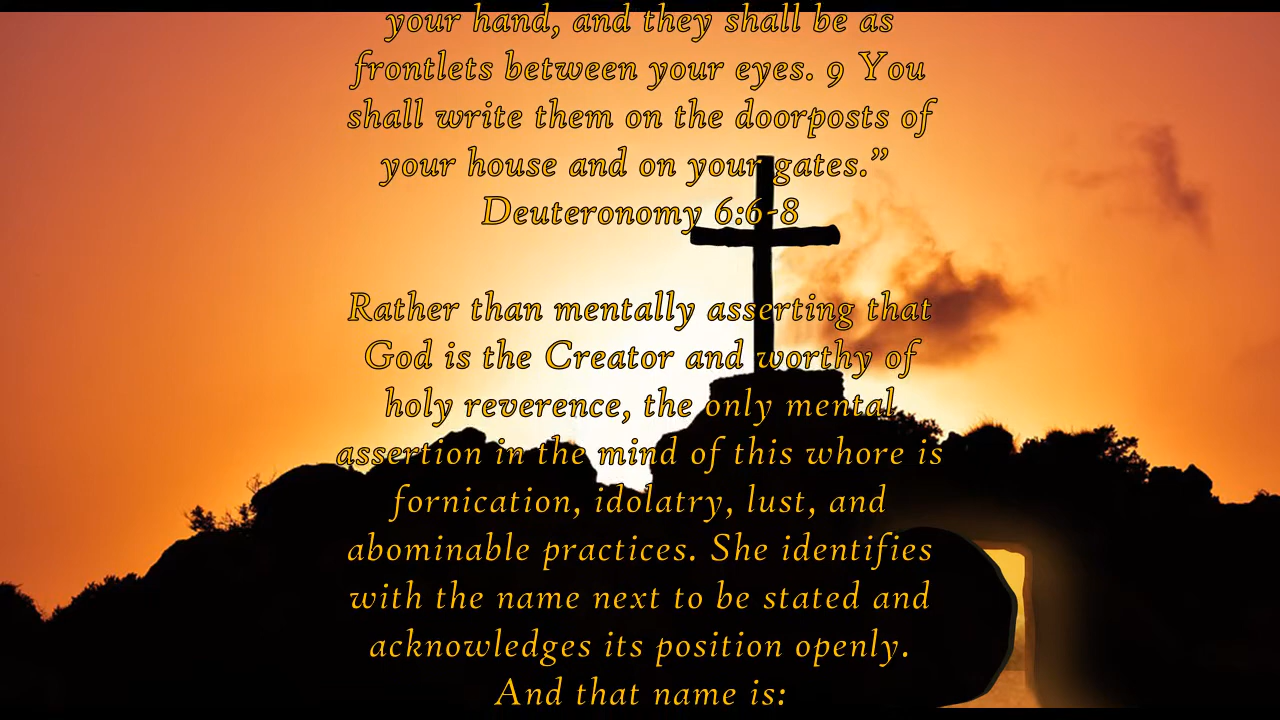 your hand, and they shall be as
frontlets between your eyes. 9 You
shall write them on the doorposts of
your house and on your gates.”
Deuteronomy 6:6-8
Rather than mentally asserting that
God is the Creator and worthy of
holy reverence, the only mental
assertion in the mind of this whore is
fornication, idolatry, lust, and
abominable practices. She identifies
with the name next to be stated and
acknowledges its position openly.
And that name is: